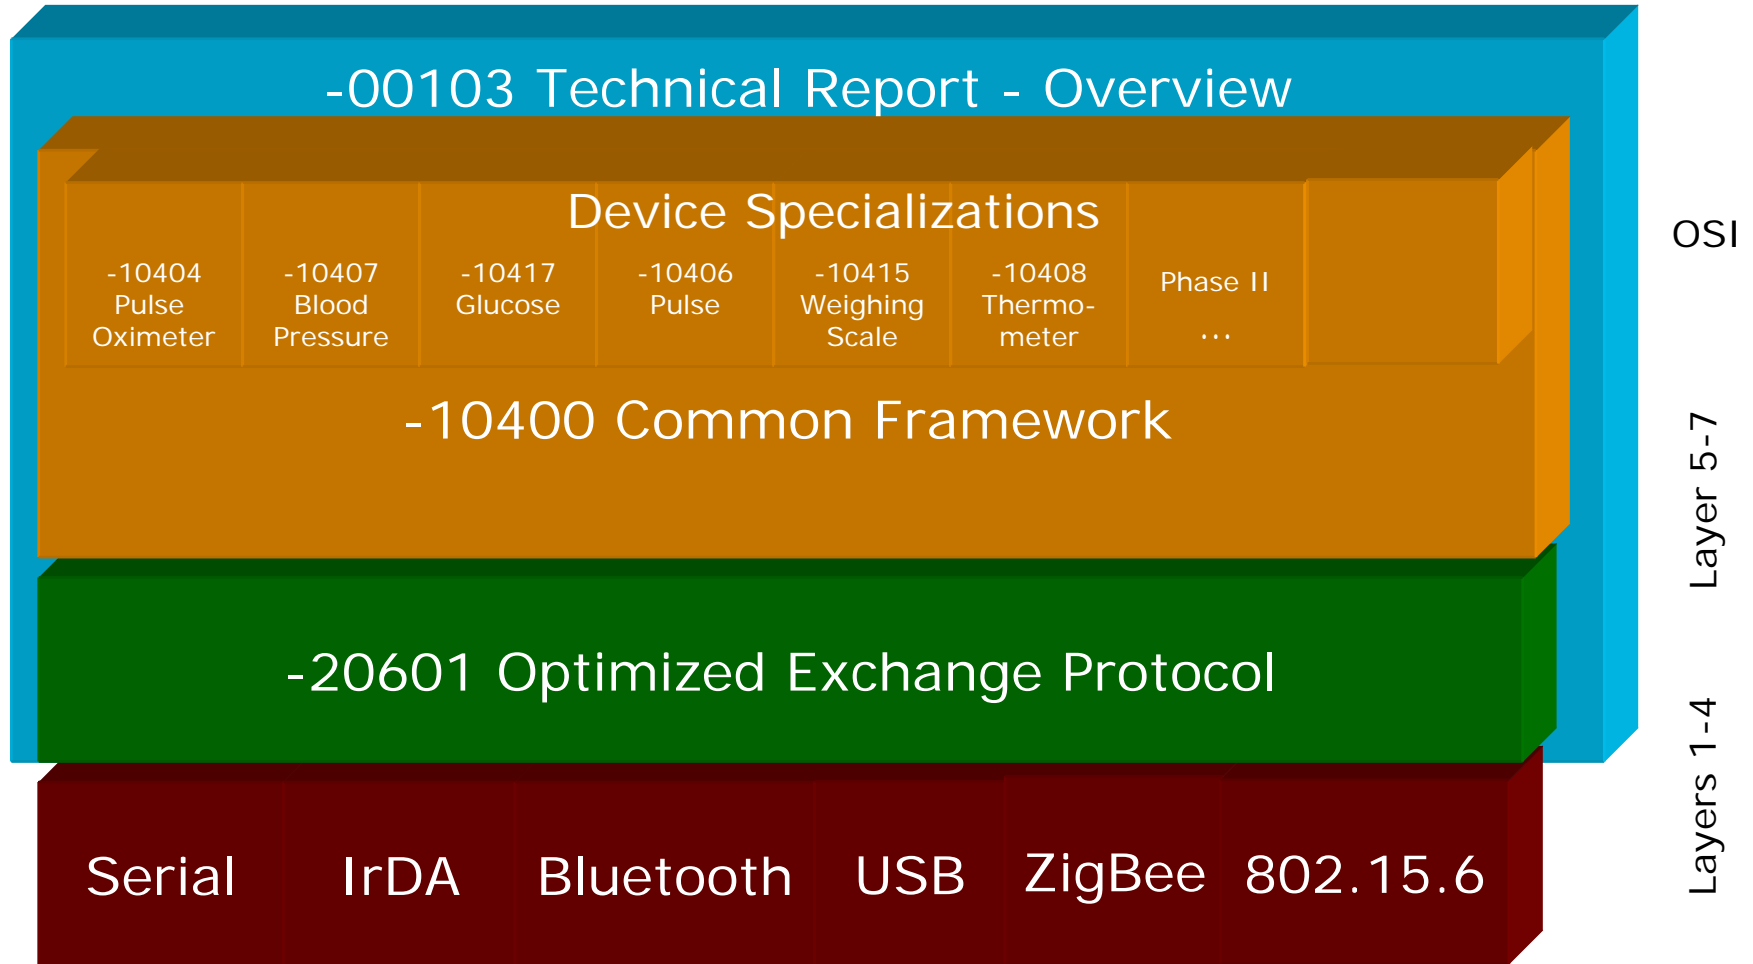 -00103 Technical Report - Overview
Device Specializations
-10404
Pulse
Oximeter
-10407
Blood
Pressure
-10417
Glucose
-10406
Pulse
-10415
Weighing
Scale
-10408
Thermo-
meter
Phase II
...
-10400 Common Framework
-20601 Optimized Exchange Protocol
Serial
IrDA
Bluetooth
USB
ZigBee
802.15.6
OSI
Layer 5-7
Layers 1-4